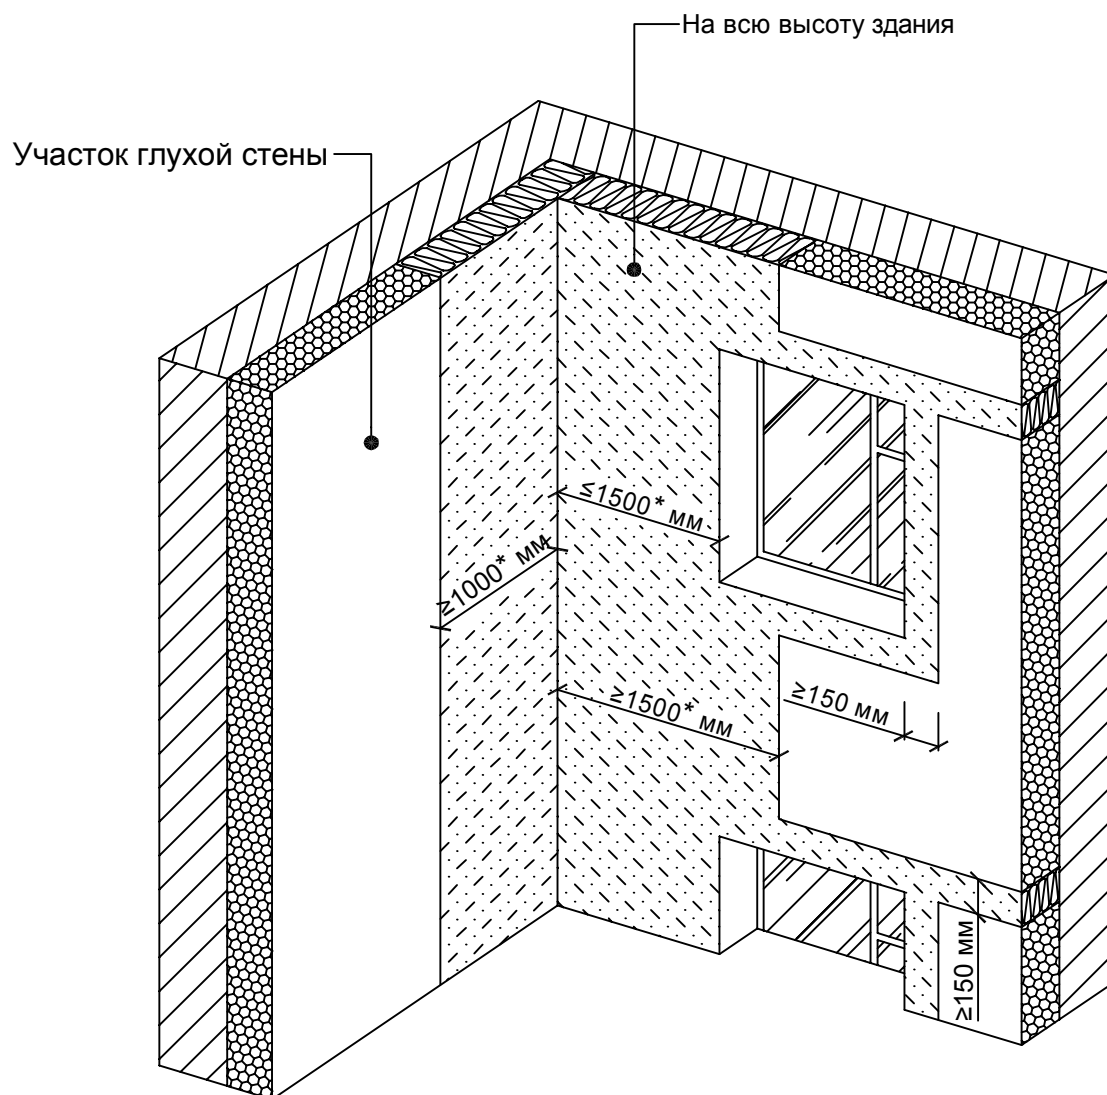 На всю высоту здания
Участок глухой стены
≤1500* мм
≥1000* мм
≥1500* мм
≥150 мм
≥150 мм